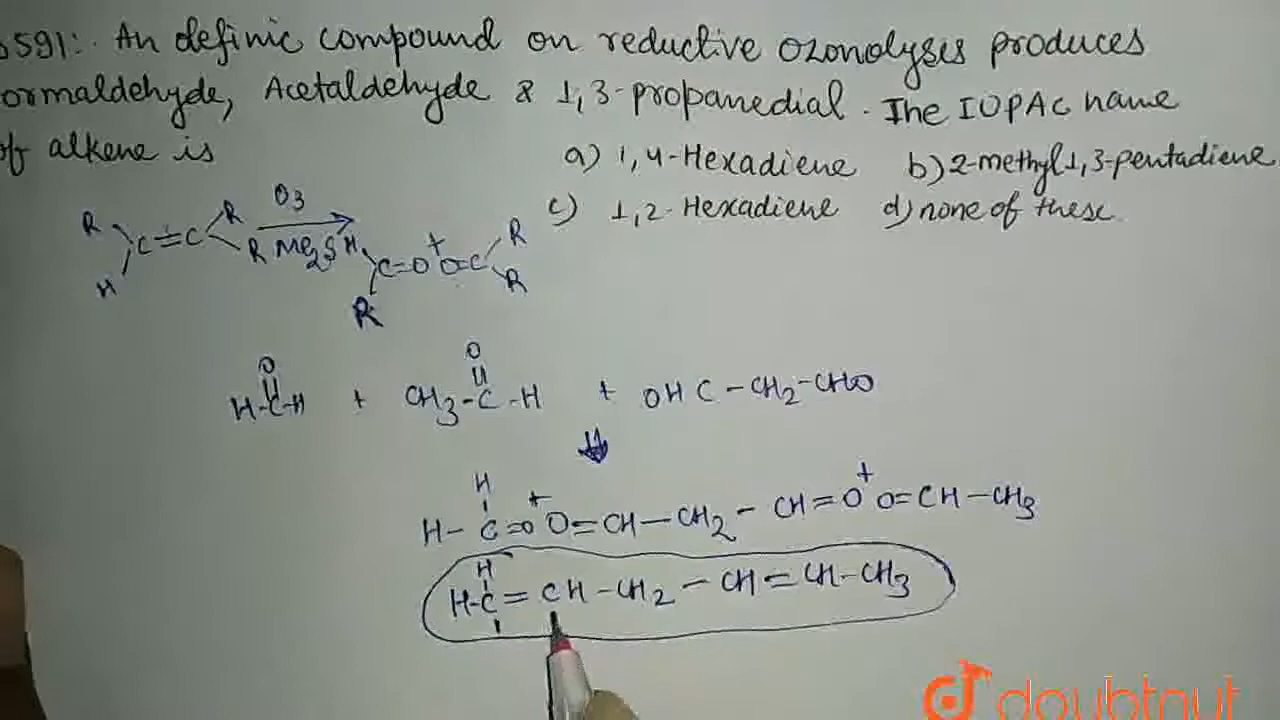 591:. An definic compound on reductive ozonolysis produces
ormaldehyde, Acetaldehyde & 1,3-propanedial. The IUPAC name
of alkene is
a) 1,4-Hexadiene b) 2-methyl 1,3-pentadiene
c) 1,2-Hexadiene d) none of these.
R R O3
C=C
H R Me2S H C=O + O=C R
R R
O O
H-C-H + CH3-C-H + OHC-CH2-CHO
H
H-C=O + O=CH-CH2-CH=O + O=CH-CH3
H
H-C=CH-CH2-CH=CH-CH3
doubtnut